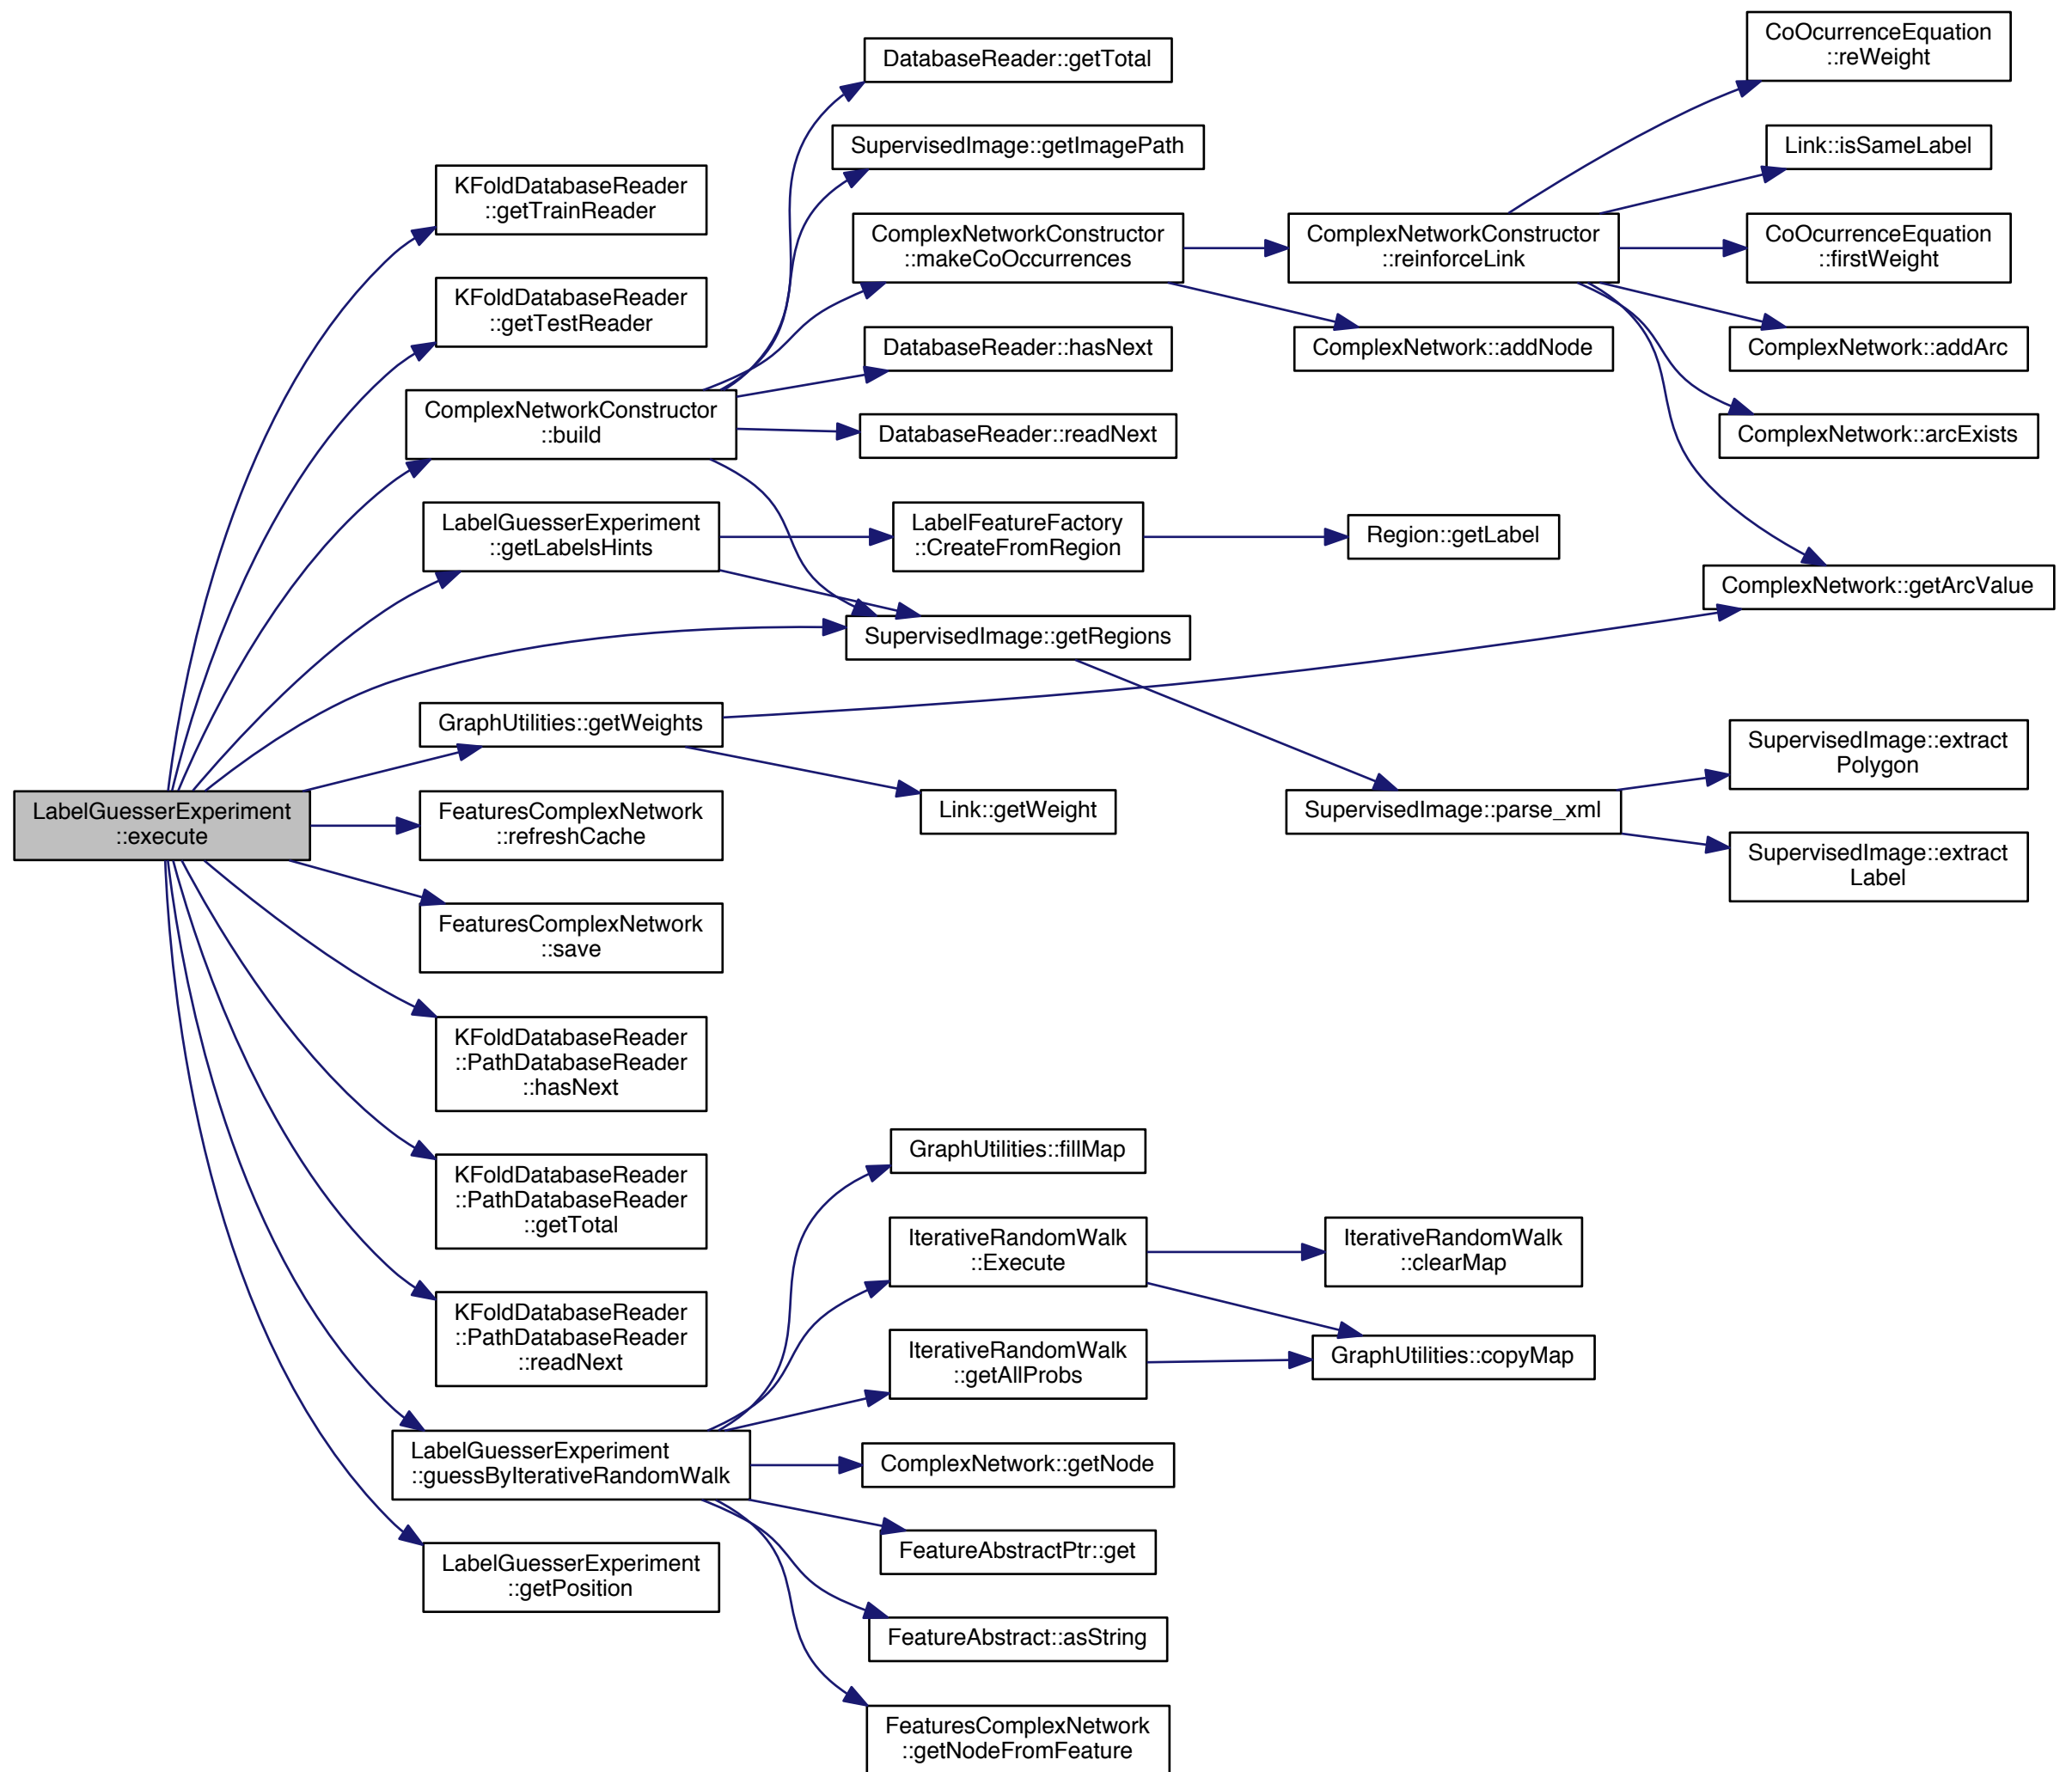 LabelGuesserExperiment
::execute
KFoldDatabaseReader
::getTrainReader
KFoldDatabaseReader
::getTestReader
ComplexNetworkConstructor
::build
LabelGuesserExperiment
::getLabelsHints
GraphUtilities::getWeights
FeaturesComplexNetwork
::refreshCache
FeaturesComplexNetwork
::save
KFoldDatabaseReader
::PathDatabaseReader
::hasNext
KFoldDatabaseReader
::PathDatabaseReader
::getTotal
KFoldDatabaseReader
::PathDatabaseReader
::readNext
LabelGuesserExperiment
::guessByIterativeRandomWalk
LabelGuesserExperiment
::getPosition
DatabaseReader::getTotal
SupervisedImage::getImagePath
ComplexNetworkConstructor
::makeCoOccurrences
DatabaseReader::hasNext
DatabaseReader::readNext
LabelFeatureFactory
::CreateFromRegion
SupervisedImage::getRegions
Link::getWeight
GraphUtilities::fillMap
IterativeRandomWalk
::Execute
IterativeRandomWalk
::getAllProbs
ComplexNetwork::getNode
FeatureAbstractPtr::get
FeatureAbstract::asString
FeaturesComplexNetwork
::getNodeFromFeature
ComplexNetworkConstructor
::reinforceLink
ComplexNetwork::addNode
Region::getLabel
SupervisedImage::parse_xml
IterativeRandomWalk
::clearMap
GraphUtilities::copyMap
CoOcurrenceEquation
::reWeight
Link::isSameLabel
CoOcurrenceEquation
::firstWeight
ComplexNetwork::addArc
ComplexNetwork::arcExists
ComplexNetwork::getArcValue
SupervisedImage::extract
Polygon
SupervisedImage::extract
Label